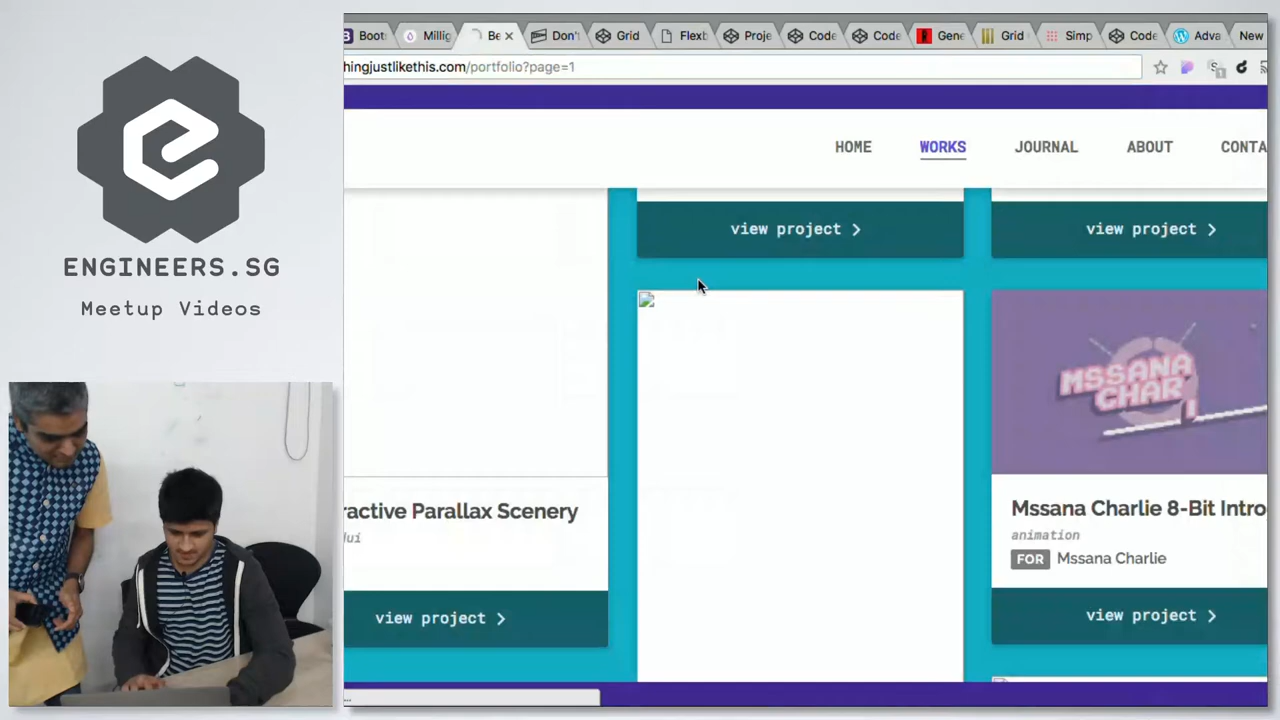 ENGINEERS.SG
Meetup Videos
Boot
Millig
Be
Don'
Grid
Flexb
Proje
Code
Code
Gene
Grid
Simp
Code
Adva
New
hingjustlikethis.com/portfolio?page=1
HOME
WORKS
JOURNAL
ABOUT
CONTA
view project
view project
MSSANA
CHAR
ractive Parallax Scenery
/ui
view project
Mssana Charlie 8-Bit Intro
animation
FOR Mssana Charlie
view project
...